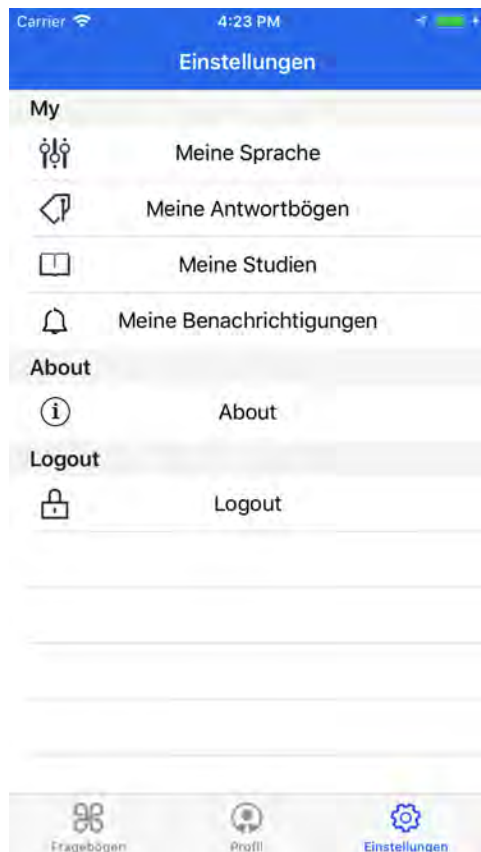 Carrier 4:23 PM
Einstellungen
My
Meine Sprache
Meine Antwortbögen
Meine Studien
Meine Benachrichtigungen
About
About
Logout
Logout
Fragebögen Profil Einstellungen